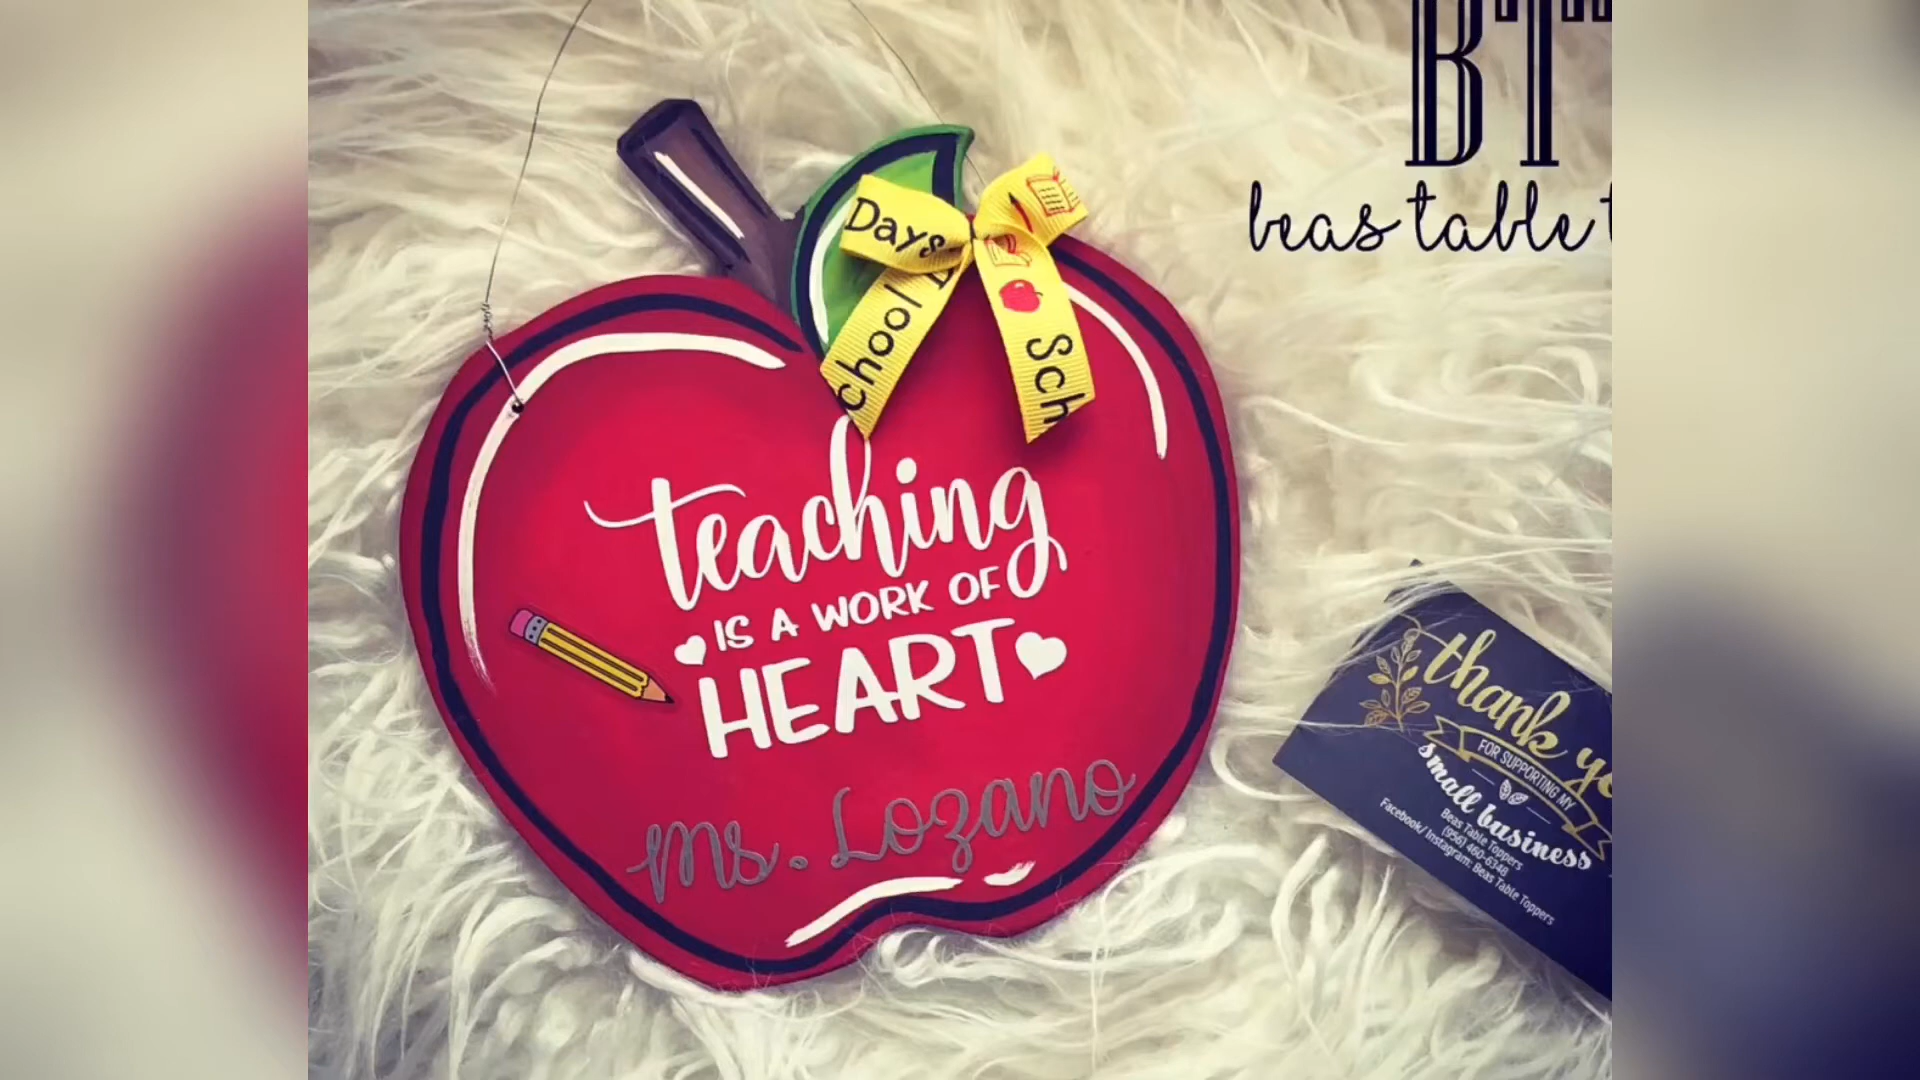 BT
beas table t
Days
chool D
Sch
teaching
IS A WORK OF
HEART
Ms. Lozano
thank yo
FOR SUPPORTING MY
small business
Beas Table Toppers
(956) 460-6348
Facebook/ Instagram: Beas Table Toppers